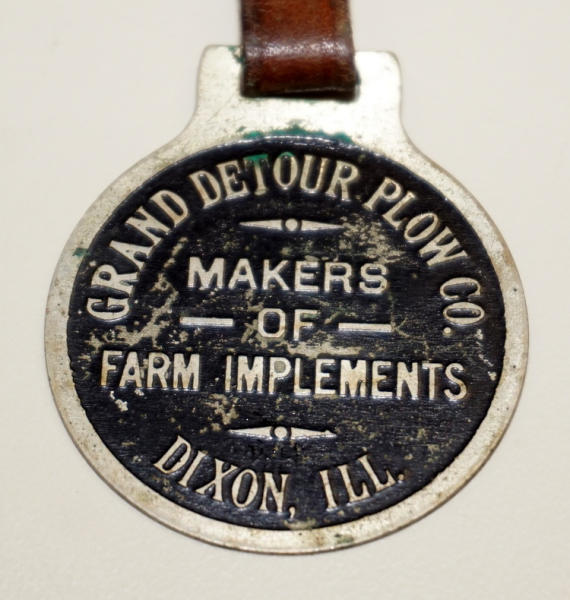 GRAND DETOUR PLOW CO.
MAKERS
OF
FARM IMPLEMENTS
DIXON, ILL.